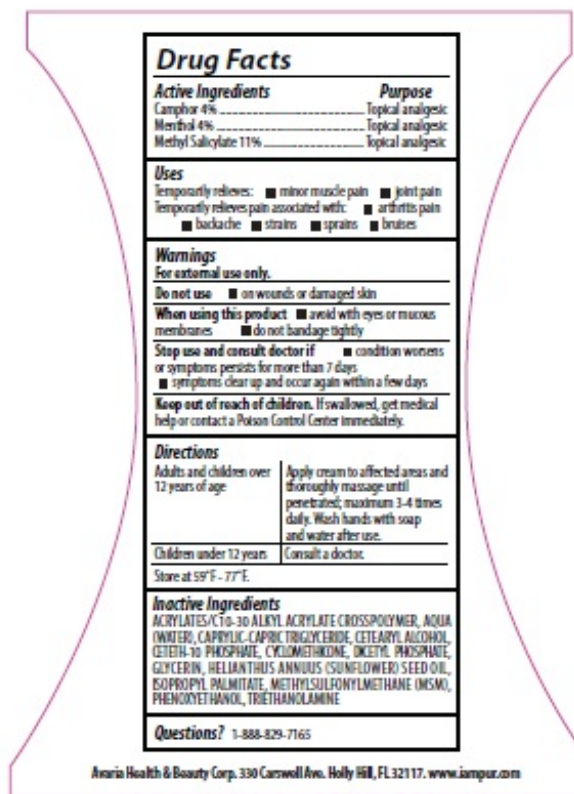 Drug Facts
Active Ingredients Purpose
Camphor 4% Topical analgesic
Menthol 4% Topical analgesic
Methyl Salicylate 11% Topical analgesic
Uses
Temporarily relieves: ■ minor muscle pain ■ joint pain
Temporarily relieves pain associated with: ■ arthritis pain
■ backache ■ strains ■ sprains ■ bruises
Warnings
For external use only.
Do not use ■ on wounds or damaged skin
When using this product ■ avoid with eyes or mucous
membranes ■ do not bandage tightly
Stop use and consult doctor if ■ condition worsens
or symptoms persists for more than 7 days
■ symptoms clear up and occur again within a few days
Keep out of reach of children. If swallowed, get medical
help or contact a Poison Control Center immediately.
Directions
Adults and children over
12 years of age
Apply cream to affected areas and
thoroughly massage until
penetrated; maximum 3-4 times
daily. Wash hands with soap
and water after use.
Children under 12 years Consult a doctor.
Store at 59°F - 77°F.
Inactive Ingredients
ACRYLATES/C10-30 ALKYL ACRYLATE CROSSPOLYMER, AQUA
(WATER), CAPRYLIC-CAPRIC TRIGLYCERIDE, CETEARYL ALCOHOL,
CETETH-10 PHOSPHATE, CYCLOMETHICONE, DICETYL PHOSPHATE,
GLYCERIN, HELIANTHUS ANNUUS (SUNFLOWER) SEED OIL,
ISOPROPYL PALMITATE, METHYLSULFONYLMETHANE (MSM),
PHENOXYETHANOL, TRIETHANOLAMINE
Questions? 1-888-829-7165
Avaria Health & Beauty Corp. 330 Carswell Ave. Holly Hill, FL 32117. www.iampur.com